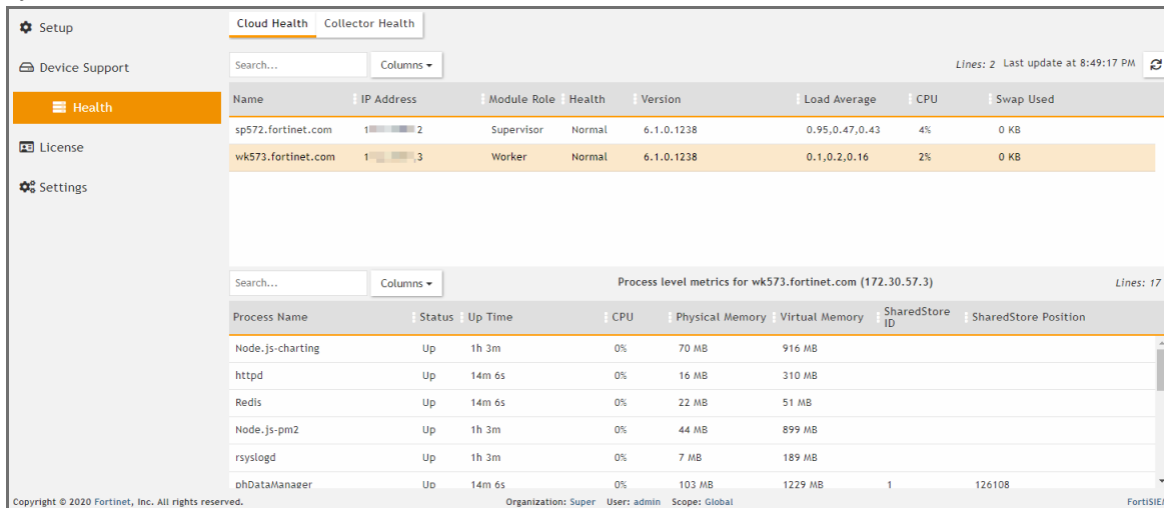 Setup
Device Support
Health
License
Settings
Cloud Health Collector Health
Search... Columns Lines: 2 Last update at 8:49:17 PM
Name IP Address Module Role Health Version Load Average CPU Swap Used
sp572.fortinet.com 1 2 Supervisor Normal 6.1.0.1238 0.95,0.47,0.43 4% 0 KB
wk573.fortinet.com 1 .3 Worker Normal 6.1.0.1238 0.1,0.2,0.16 2% 0 KB
Search... Columns Process level metrics for wk573.fortinet.com (172.30.57.3) Lines: 17
Process Name Status Up Time CPU Physical Memory Virtual Memory SharedStore ID SharedStore Position
Node.js-charting Up 1h 3m 0% 70 MB 916 MB
httpd Up 14m 6s 0% 16 MB 310 MB
Redis Up 14m 6s 0% 22 MB 51 MB
Node.js-pm2 Up 1h 3m 0% 44 MB 899 MB
rsyslogd Up 1h 3m 0% 7 MB 189 MB
phDataManager Up 14m 6s 0% 103 MB 1229 MB 1 126108
Copyright © 2020 Fortinet, Inc. All rights reserved. Organization: Super User: admin Scope: Global FortiSIEM